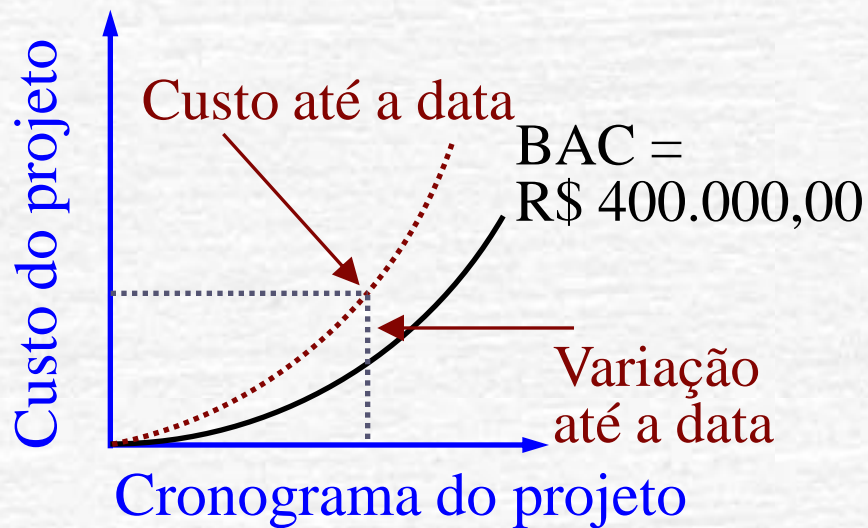 Custo do projeto
Custo até a data
BAC =
R$ 400.000,00
Variação
até a data
Cronograma do projeto